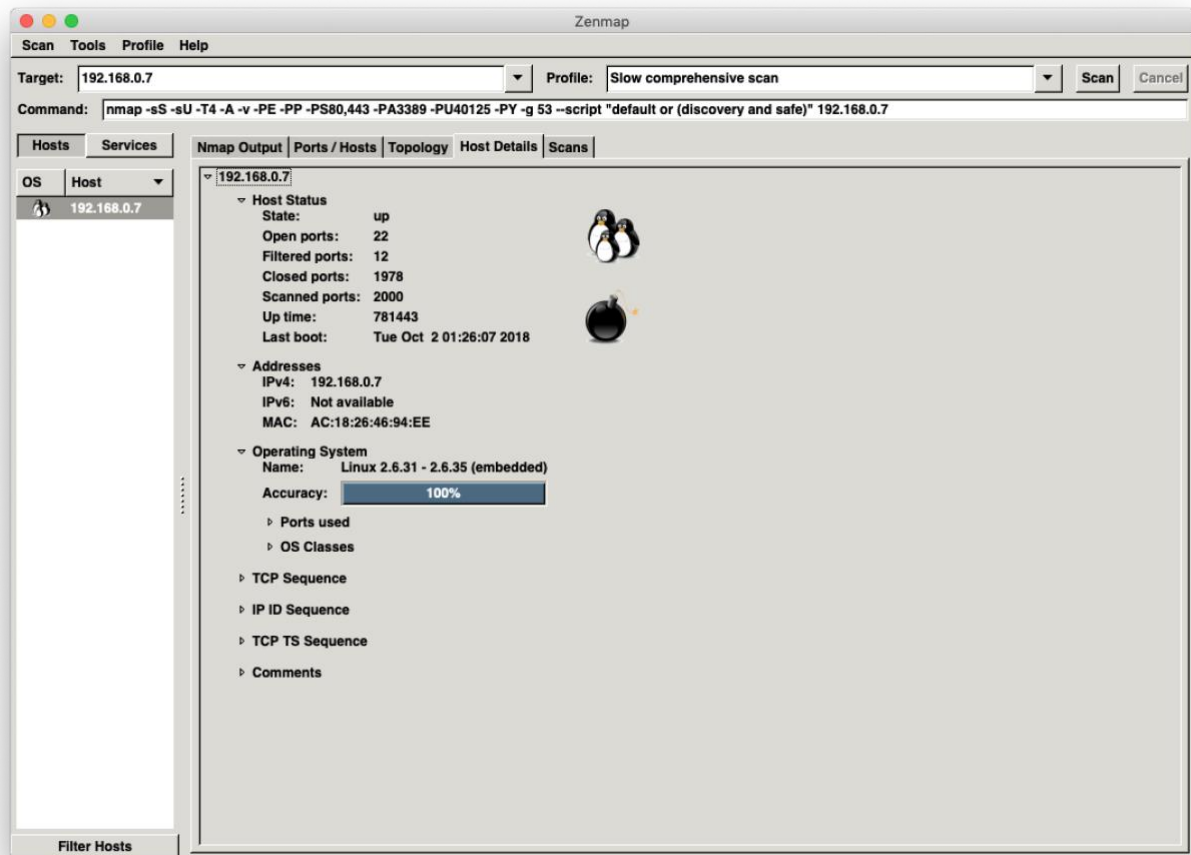 Zenmap
Scan Tools Profile Help
Target: 192.168.0.7 Profile: Slow comprehensive scan Scan Cancel
Command: nmap -sS -sU -T4 -A -v -PE -PP -PS80,443 -PA3389 -PU40125 -PY -g 53 --script "default or (discovery and safe)" 192.168.0.7
Hosts Services Nmap Output Ports / Hosts Topology Host Details Scans
OS Host
192.168.0.7
192.168.0.7
Host Status
State: up
Open ports: 22
Filtered ports: 12
Closed ports: 1978
Scanned ports: 2000
Up time: 781443
Last boot: Tue Oct 2 01:26:07 2018
Addresses
IPv4: 192.168.0.7
IPv6: Not available
MAC: AC:18:26:46:94:EE
Operating System
Name: Linux 2.6.31 - 2.6.35 (embedded)
Accuracy: 100%
Ports used
OS Classes
TCP Sequence
IP ID Sequence
TCP TS Sequence
Comments
Filter Hosts